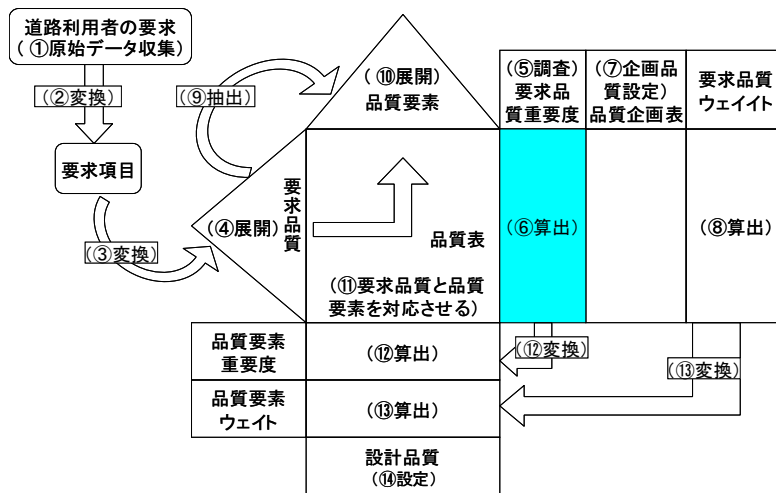 道路利用者の要求
(①原始データ収集)
(②変換)
要求項目
(③変換)
(④展開)
要求品質
(⑨抽出)
(⑩展開)
品質要素
(⑤調査)
要求品
質重要度
(⑦企画品
質設定)
品質企画表
要求品質
ウェイイト
品質表
(⑪要求品質と品質
要素を対応させる)
(⑥算出)
(⑧算出)
品質要素
重要度
(⑫算出)
(⑫変換)
(⑬変換)
品質要素
ウェイト
(⑬算出)
設計品質
(⑭設定)